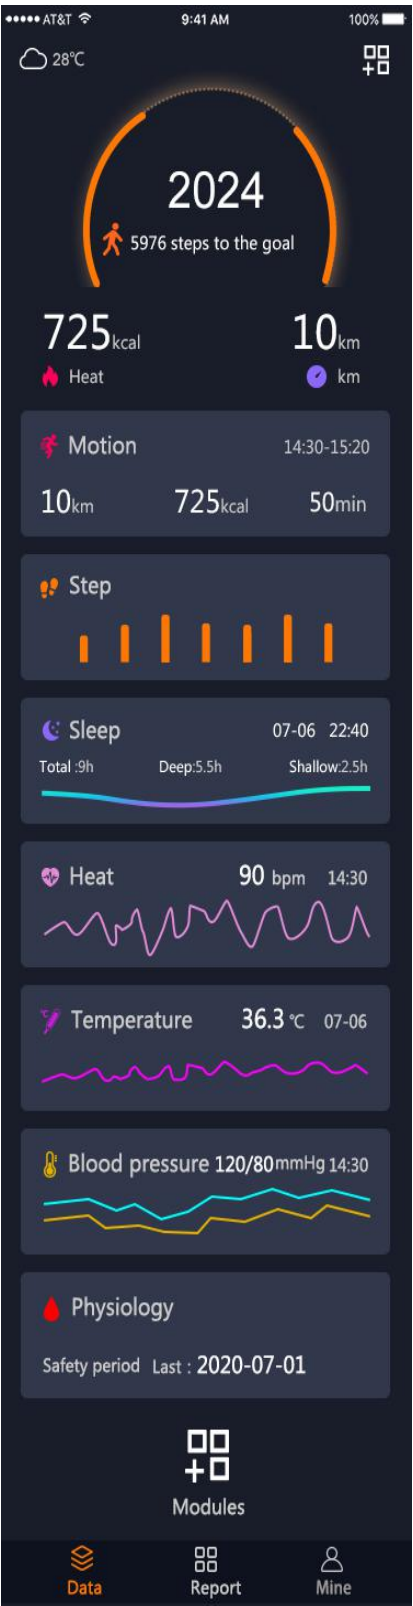 AT&T 9:41 AM 100%
28℃
2024
5976 steps to the goal
725kcal 10km
Heat km
Motion 14:30-15:20
10km 725kcal 50min
Step
Sleep 07-06 22:40
Total :9h Deep:5.5h Shallow:2.5h
Heat 90 bpm 14:30
Temperature 36.3 ℃ 07-06
Blood pressure 120/80mmHg 14:30
Physiology
Safety period Last : 2020-07-01
Modules
Data Report Mine